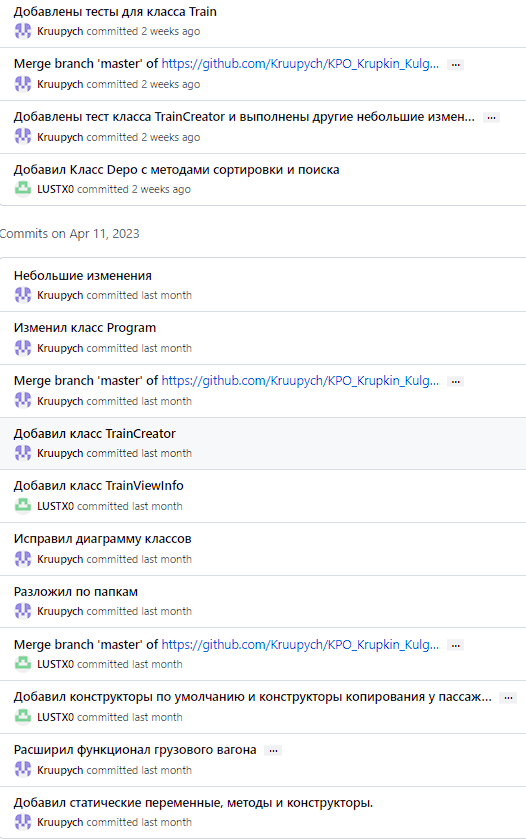 Добавлены тесты для класса Train
Kruupych committed 2 weeks ago
Merge branch 'master' of https://github.com/Kruupych/KPO_Krupkin_Kulg... ...
Kruupych committed 2 weeks ago
Добавлены тест класса TrainCreator и выполнены другие небольшие измен... ...
Kruupych committed 2 weeks ago
Добавил Класс Depo с методами сортировки и поиска
LUSTX0 committed 2 weeks ago
Commits on Apr 11, 2023
Небольшие изменения
Kruupych committed last month
Изменил класс Program
Kruupych committed last month
Merge branch 'master' of https://github.com/Kruupych/KPO_Krupkin_Kulg... ...
Kruupych committed last month
Добавил класс TrainCreator
Kruupych committed last month
Добавил класс TrainViewInfo
LUSTX0 committed last month
Исправил диаграмму классов
Kruupych committed last month
Разложил по папкам
Kruupych committed last month
Merge branch 'master' of https://github.com/Kruupych/KPO_Krupkin_Kulg... ...
LUSTX0 committed last month
Добавил конструкторы по умолчанию и конструкторы копирования у пассаж... ...
LUSTX0 committed last month
Расширил функционал грузового вагона ...
Kruupych committed last month
Добавил статические переменные, методы и конструкторы.
Kruupych committed last month